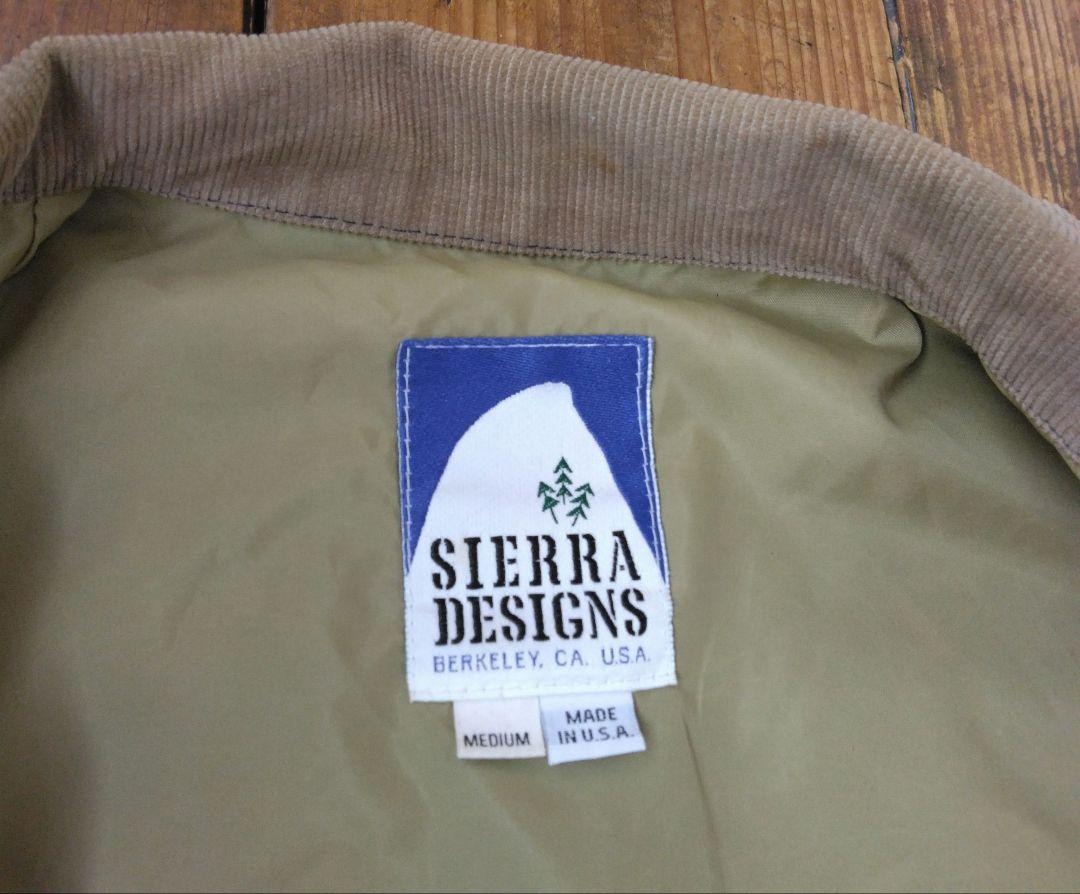 SIERRA
DESIGNS
BERKELEY, CA. U.S.A.
MEDIUM
MADE
IN U.S.A.